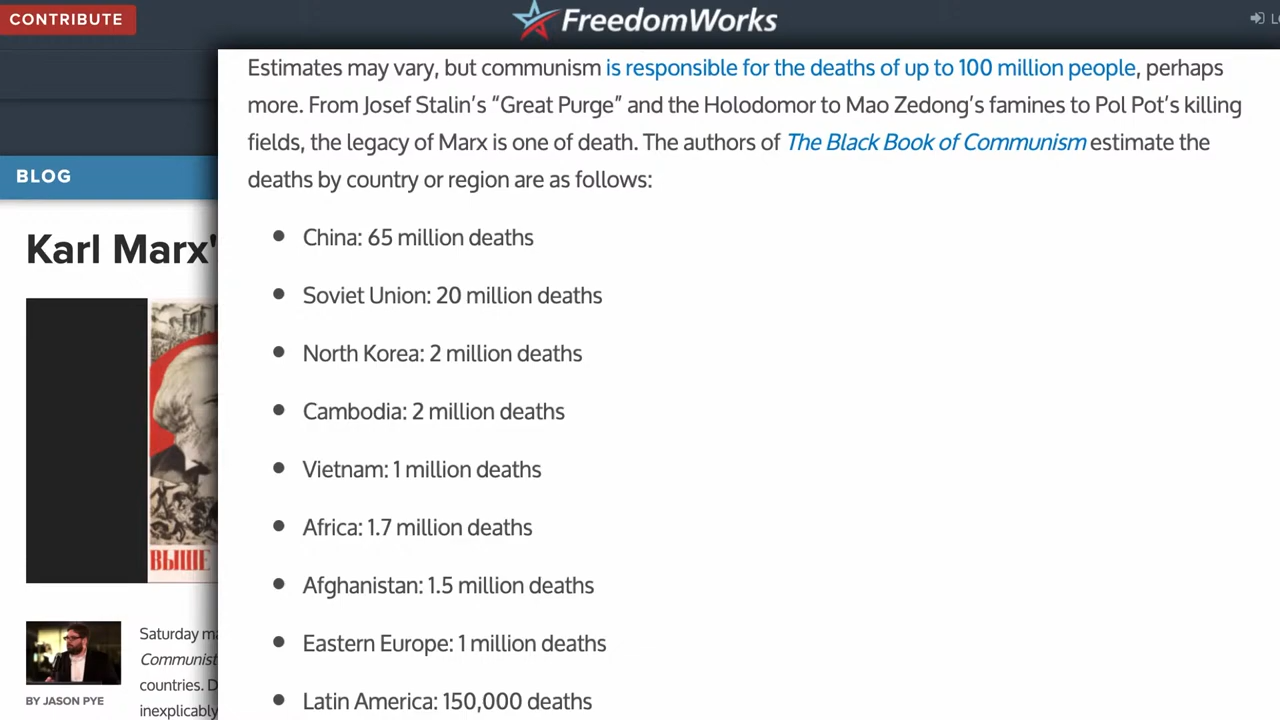 CONTRIBUTE
FreedomWorks
Estimates may vary, but communism is responsible for the deaths of up to 100 million people, perhaps
more. From Josef Stalin’s “Great Purge” and the Holodomor to Mao Zedong’s famines to Pol Pot’s killing
fields, the legacy of Marx is one of death. The authors of The Black Book of Communism estimate the
deaths by country or region are as follows:
BLOG
Karl Marx'
• China: 65 million deaths
• Soviet Union: 20 million deaths
• North Korea: 2 million deaths
• Cambodia: 2 million deaths
• Vietnam: 1 million deaths
• Africa: 1.7 million deaths
• Afghanistan: 1.5 million deaths
• Eastern Europe: 1 million deaths
• Latin America: 150,000 deaths
ВЫШЕ
BY JASON PYE
Saturday
Communist
countries.
inexplicably